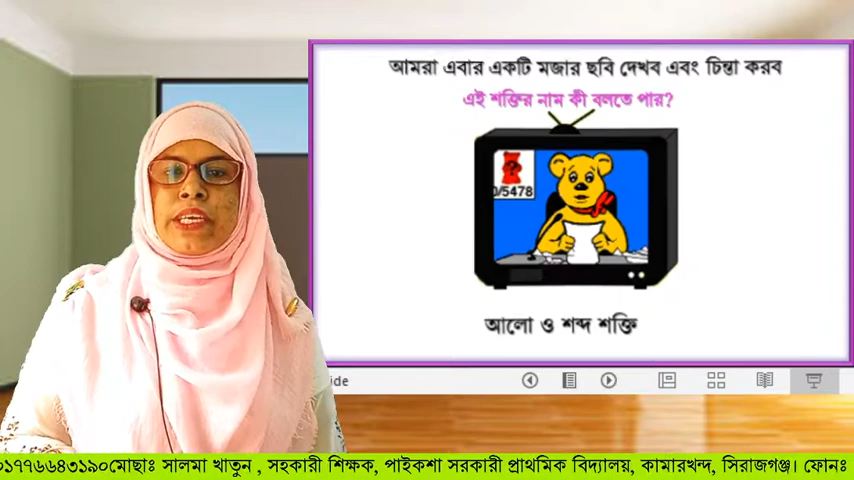 আমরা এবার একটি মজার ছবি দেখব এবং চিন্তা করব
এই শক্তির নাম কী বলতে পার?
0/5478
আলো ও শব্দ শক্তি
ide
০১৭৭৬৬৪৩১৯০মোছাঃ সালমা খাতুন , সহকারী শিক্ষক, পাইকশা সরকারী প্রাথমিক বিদ্যালয়, কামারখন্দ, সিরাজগঞ্জ। ফোনঃ